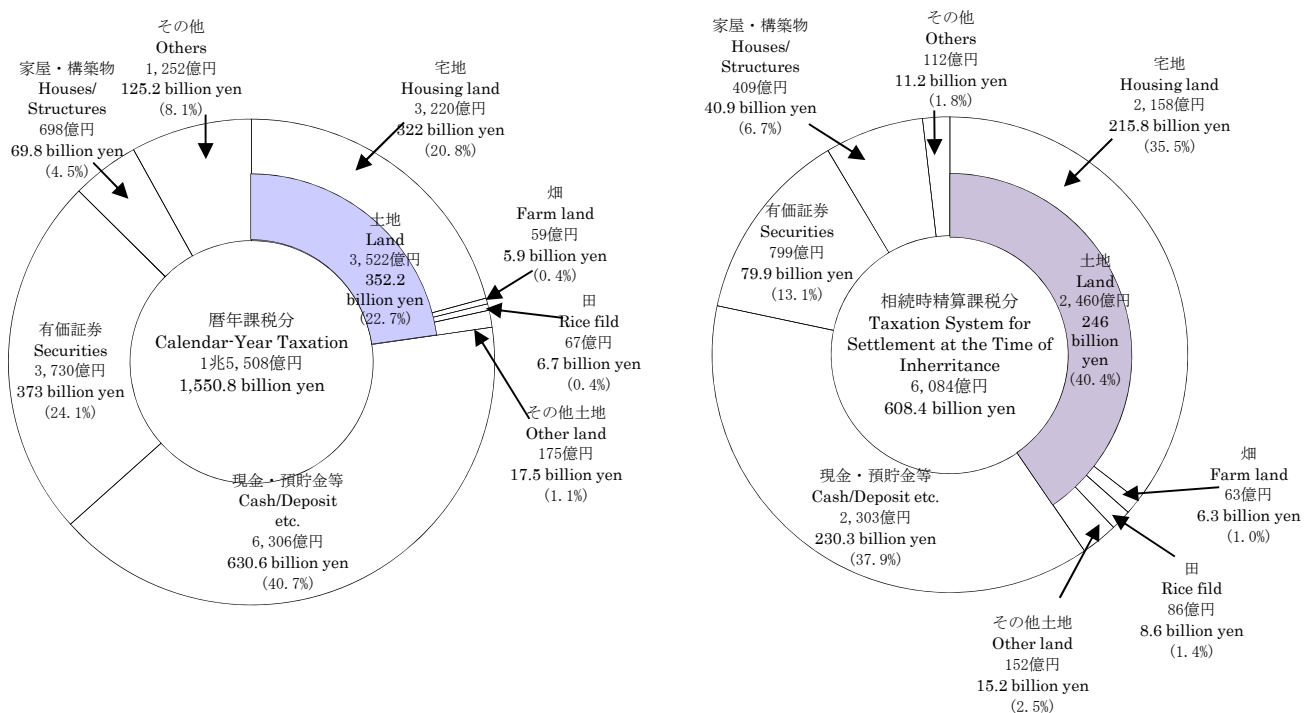 その他
Others
1,252億円
125.2 billion yen
(8.1%)
家屋・構築物
Houses/
Structures
698億円
69.8 billion yen
(4.5%)
宅地
Housing land
3,220億円
322 billion yen
(20.8%)
畑
Farm land
59億円
5.9 billion yen
(0.4%)
土地
Land
3,522億円
352.2
billion yen
(22.7%)
田
Rice fild
67億円
6.7 billion yen
(0.4%)
その他土地
Other land
175億円
17.5 billion yen
(1.1%)
有価証券
Securities
3,730億円
373 billion yen
(24.1%)
暦年課税分
Calendar-Year Taxation
1兆5,508億円
1,550.8 billion yen
現金・預貯金等
Cash/Deposit
etc.
6,306億円
630.6 billion yen
(40.7%)
家屋・構築物
Houses/
Structures
409億円
40.9 billion yen
(6.7%)
その他
Others
112億円
11.2 billion yen
(1.8%)
宅地
Housing land
2,158億円
215.8 billion yen
(35.5%)
有価証券
Securities
799億円
79.9 billion yen
(13.1%)
土地
Land
2,460億円
246
billion
yen
(40.4%)
相続時精算課税分
Taxation System for
Settlement at the Time of
Inherritance
6,084億円
608.4 billion yen
現金・預貯金等
Cash/Deposit etc.
2,303億円
230.3 billion yen
(37.9%)
畑
Farm land
63億円
6.3 billion yen
(1.0%)
田
Rice fild
86億円
8.6 billion yen
(1.4%)
その他土地
Other land
152億円
15.2 billion yen
(2.5%)